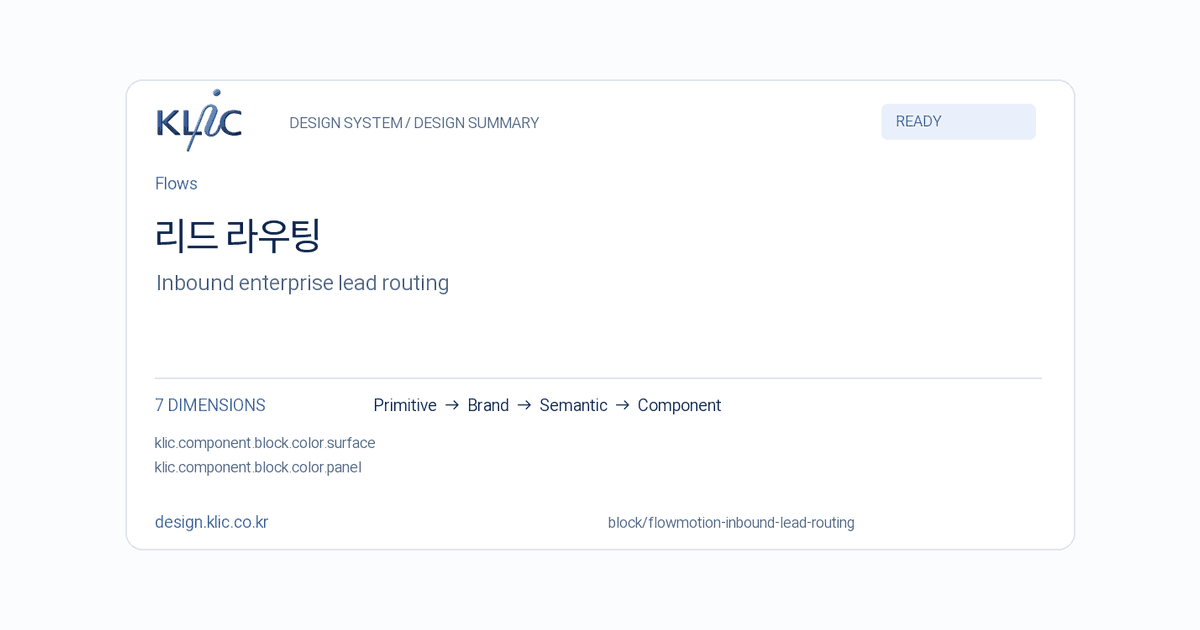 KLiC
DESIGN SYSTEM / DESIGN SUMMARY
READY
Flows
리드 라우팅
Inbound enterprise lead routing
7 DIMENSIONS
Primitive → Brand → Semantic → Component
klic.component.block.color.surface
klic.component.block.color.panel
design.klic.co.kr
block/flowmotion-inbound-lead-routing